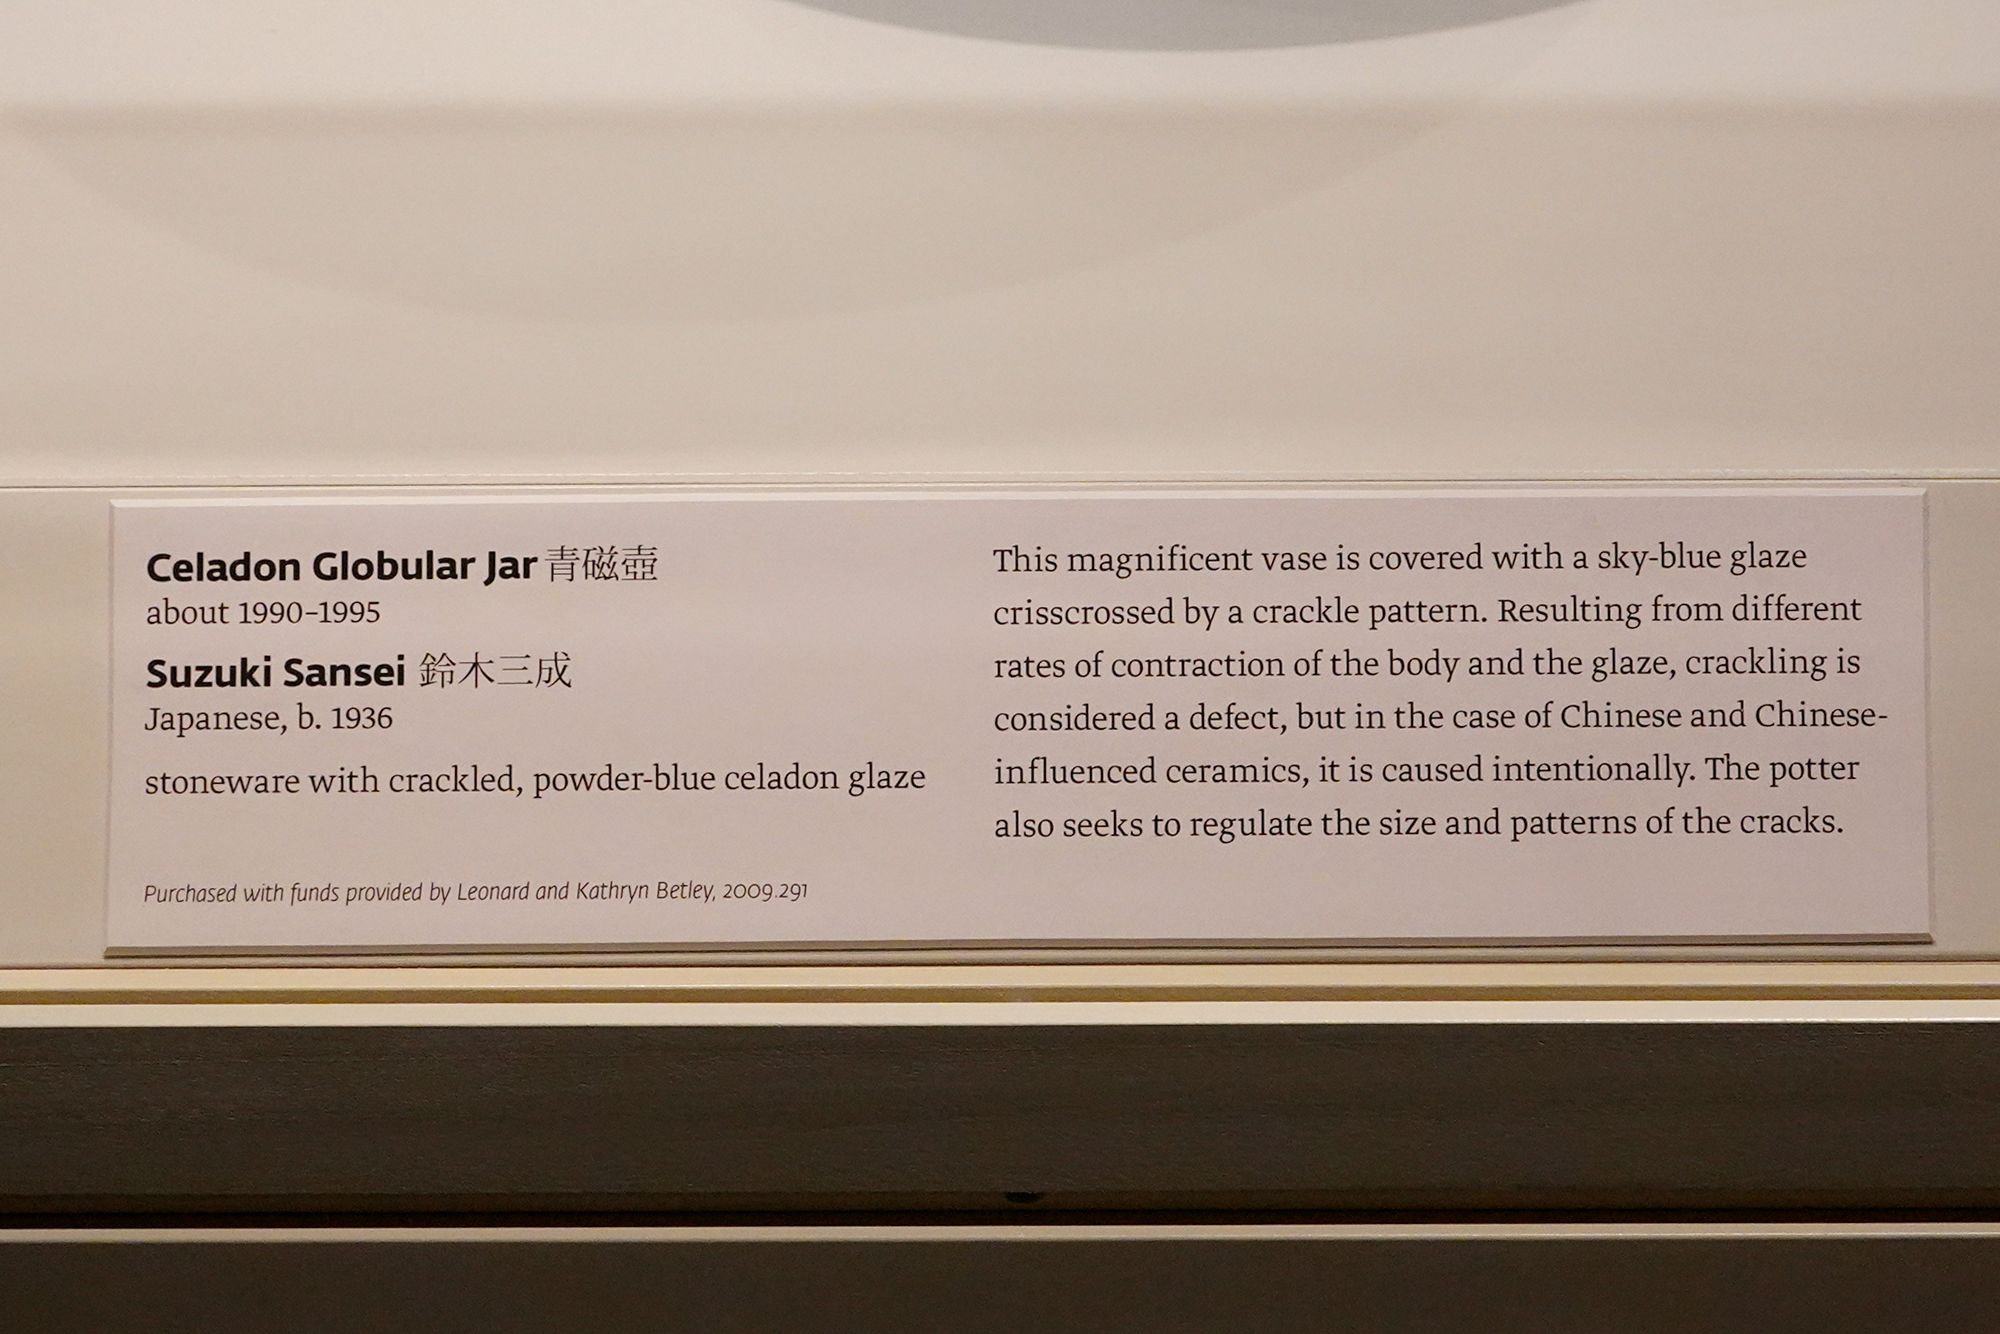 Celadon Globular Jar 青磁壺
about 1990–1995
Suzuki Sansei 鈴木三成
Japanese, b. 1936
stoneware with crackled, powder-blue celadon glaze
Purchased with funds provided by Leonard and Kathryn Betley, 2009.291
This magnificent vase is covered with a sky-blue glaze
crisscrossed by a crackle pattern. Resulting from different
rates of contraction of the body and the glaze, crackling is
considered a defect, but in the case of Chinese and Chinese-
influenced ceramics, it is caused intentionally. The potter
also seeks to regulate the size and patterns of the cracks.